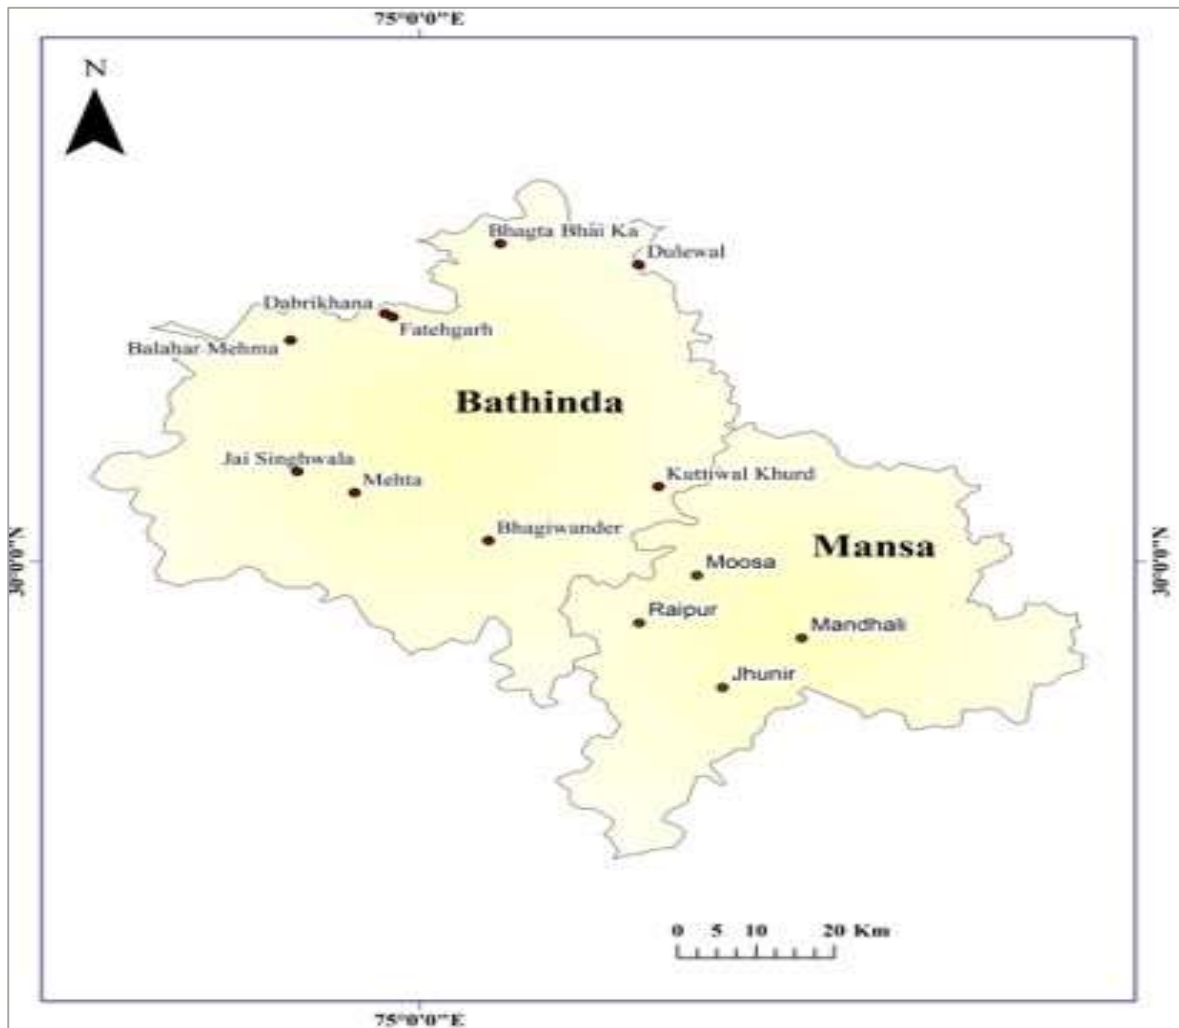 75°0'0"E
N
Bhagta Bhai Ka
Dulewal
Dabrikhana
Fatehgarh
Balahar Mehma
Bathinda
Jai Singhwala
Mehta
Kuttiwal Khurd
Bhagiwander
Mansa
30°0'0"N
30°0'0"N
Moosa
Raipur
Mandhali
Jhunir
0 5 10 20 Km
75°0'0"E